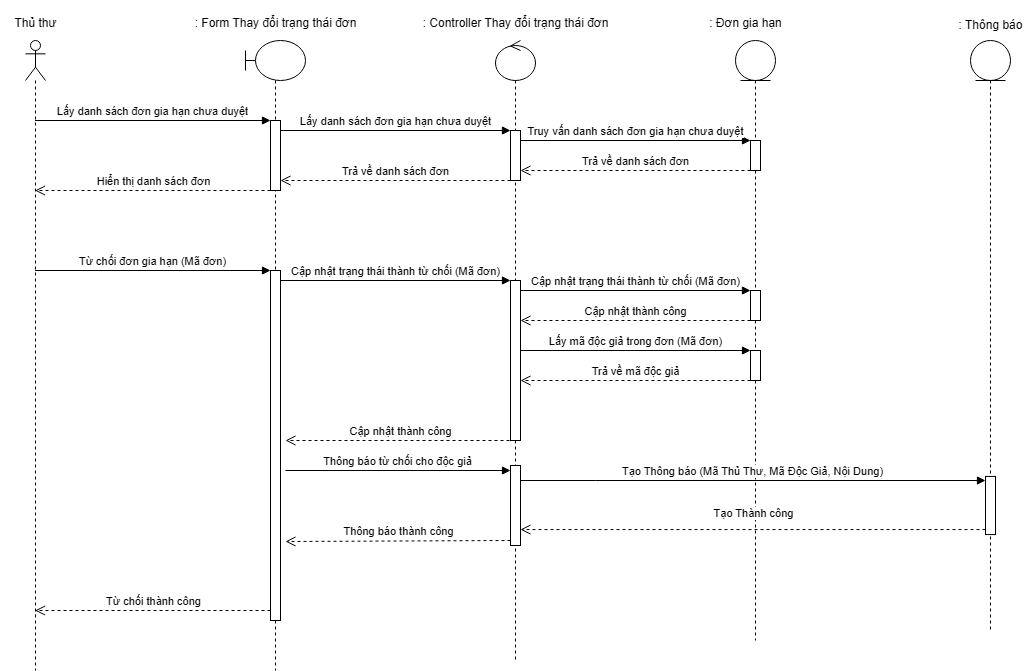 Thủ thư
: Form Thay đổi trạng thái đơn
: Controller Thay đổi trạng thái đơn
: Đơn gia hạn
: Thông báo
Lấy danh sách đơn gia hạn chưa duyệt
Lấy danh sách đơn gia hạn chưa duyệt
Truy vấn danh sách đơn gia hạn chưa duyệt
Trả về danh sách đơn
Trả về danh sách đơn
Hiển thị danh sách đơn
Từ chối đơn gia hạn (Mã đơn)
Cập nhật trạng thái thành từ chối (Mã đơn)
Cập nhật trạng thái thành từ chối (Mã đơn)
Cập nhật thành công
Lấy mã độc giả trong đơn (Mã đơn)
Trả về mã độc giả
Cập nhật thành công
Thông báo từ chối cho độc giả
Tạo Thông báo (Mã Thủ Thư, Mã Độc Giả, Nội Dung)
Tạo Thành công
Thông báo thành công
Từ chối thành công